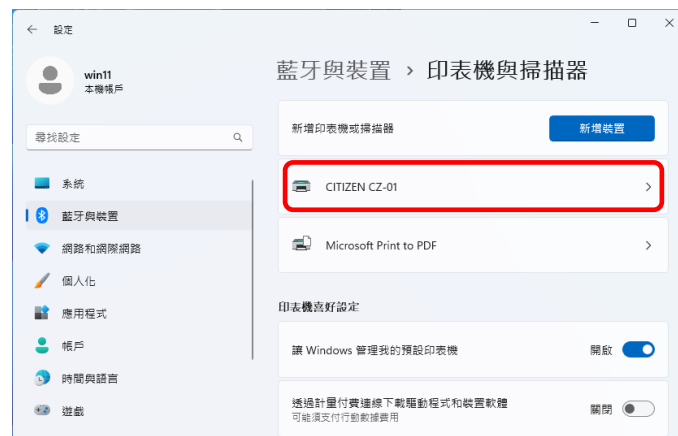 設定
win11
本機帳戶
尋找設定
系統
藍牙與裝置
網路和網際網路
個人化
應用程式
帳戶
時間與語言
遊戲
藍牙與裝置 › 印表機與掃描器
新增印表機或掃描器
新增裝置
CITIZEN CZ-01
Microsoft Print to PDF
印表機喜好設定
讓 Windows 管理我的預設印表機
開啟
透過計量付費連線下載驅動程式和裝置軟體
可能須支付行動數據費用
關閉